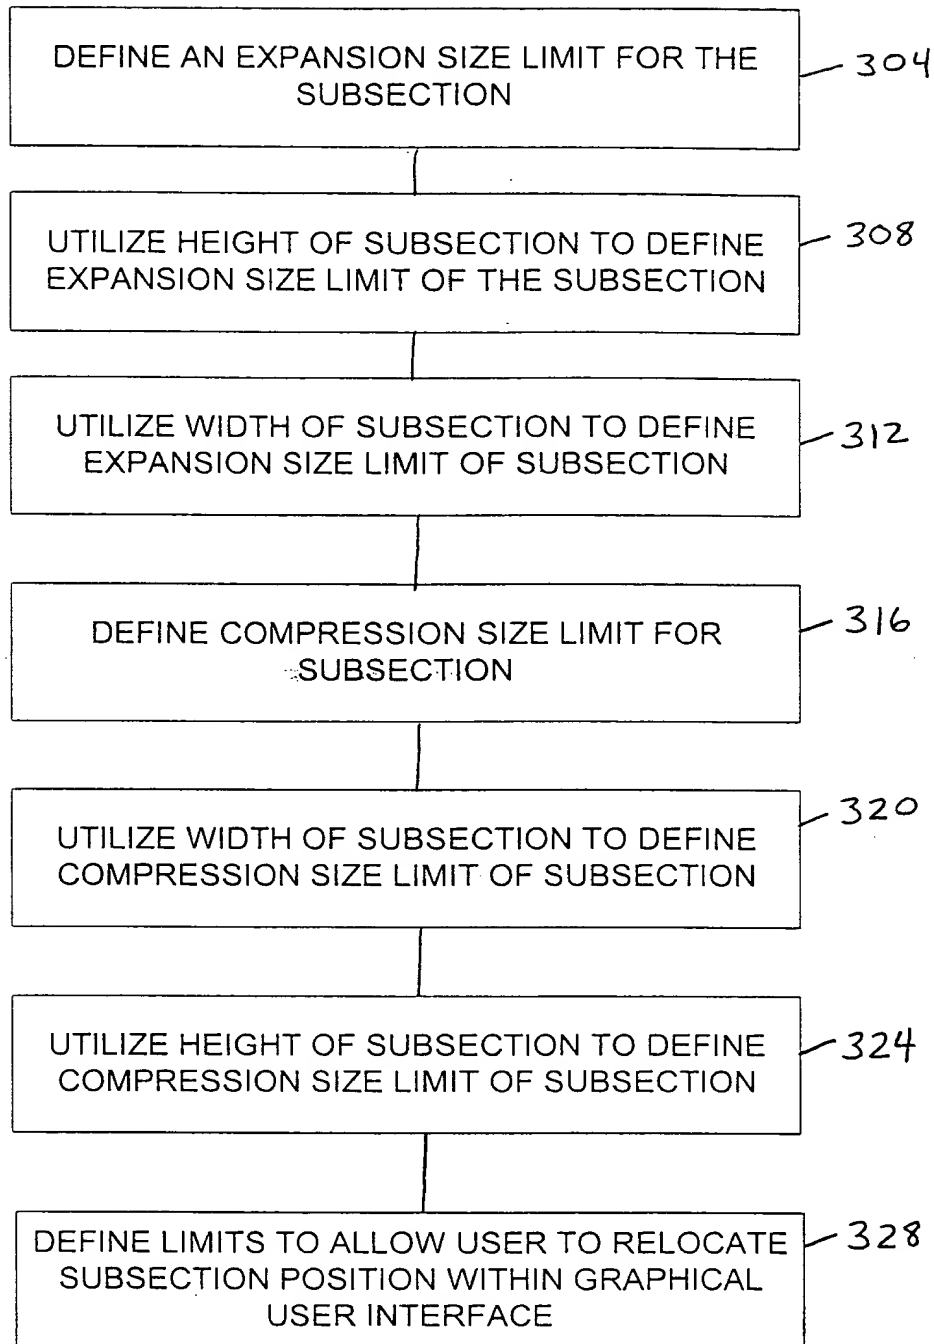 DEFINE AN EXPANSION SIZE LIMIT FOR THE
SUBSECTION
304
UTILIZE HEIGHT OF SUBSECTION TO DEFINE
EXPANSION SIZE LIMIT OF THE SUBSECTION
308
UTILIZE WIDTH OF SUBSECTION TO DEFINE
EXPANSION SIZE LIMIT OF SUBSECTION
312
DEFINE COMPRESSION SIZE LIMIT FOR
SUBSECTION
316
UTILIZE WIDTH OF SUBSECTION TO DEFINE
COMPRESSION SIZE LIMIT OF SUBSECTION
320
UTILIZE HEIGHT OF SUBSECTION TO DEFINE
COMPRESSION SIZE LIMIT OF SUBSECTION
324
DEFINE LIMITS TO ALLOW USER TO RELOCATE
SUBSECTION POSITION WITHIN GRAPHICAL
USER INTERFACE
328